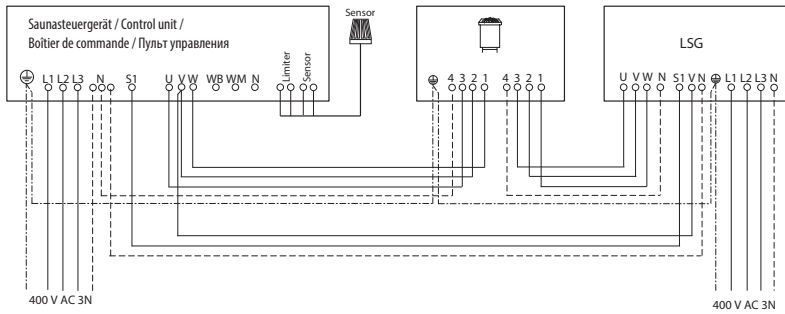 Saunasteuergerät / Control unit /
Boîtier de commande / Пульт управления
L1 L2 L3 N S1 U V W WB WM N Limiter Sensor
Sensor
4 3 2 1 4 3 2 1
LSG
U V W N S1 V N L1 L2 L3 N
400 V AC 3N
400 V AC 3N